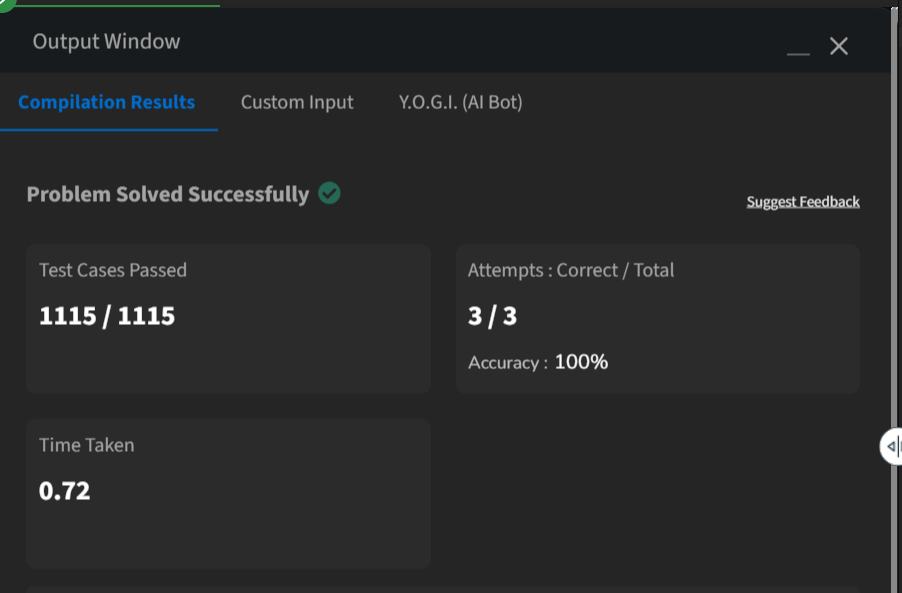 Output Window
Compilation Results
Custom Input
Y.O.G.I. (AI Bot)
Problem Solved Successfully
Suggest Feedback
Test Cases Passed
1115 / 1115
Attempts : Correct / Total
3 / 3
Accuracy : 100%
Time Taken
0.72